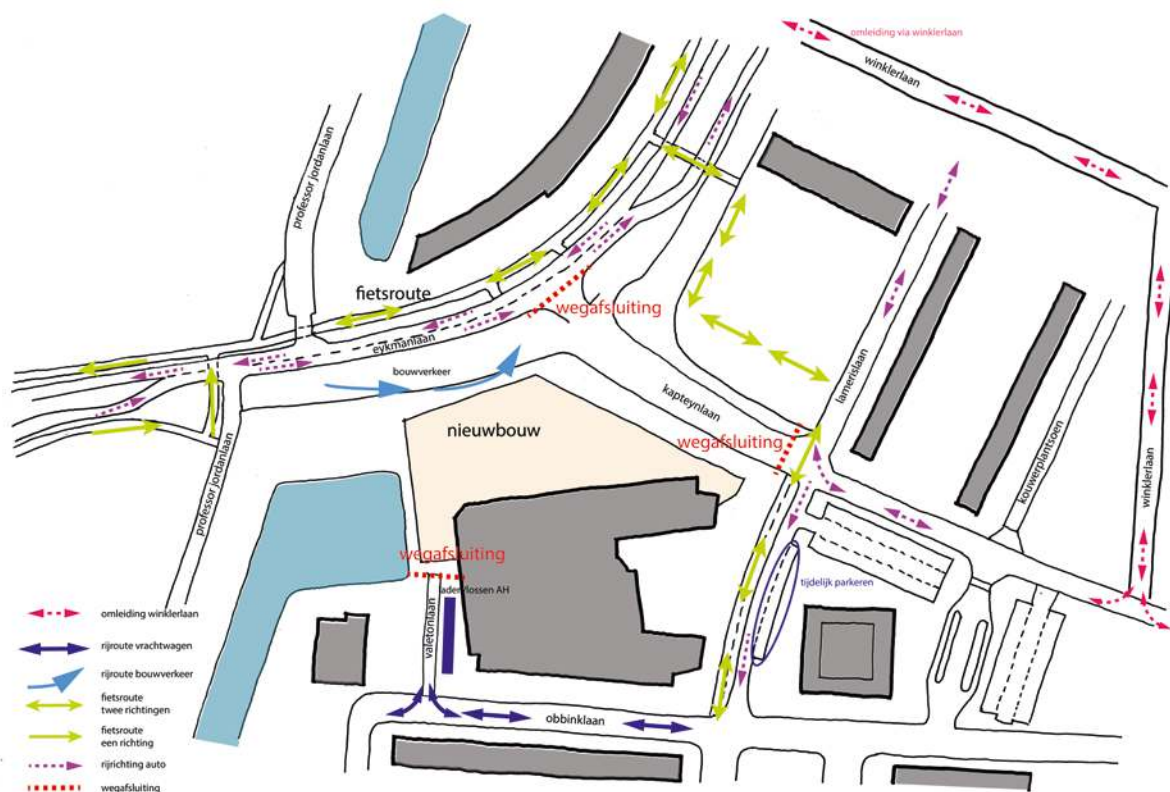 omleiding via winklerlaan
winklerlaan
professor jordanlaan
fietsroute
wegafsluiting
eykmanlaan
bouwverkeer
lamerislaan
kapteynlaan
nieuwbouw
wegafsluiting
kouwerplantsoen
winklerlaan
professor jordanlaan
wegafsluiting
laden/lossen AH
tijdelijk parkeren
valetonlaan
obbinklaan
omleiding winklerlaan
rijroute vrachtwagen
rijroute bouwverkeer
fietsroute
twee richtingen
fietsroute
een richting
rijrichting auto
wegafsluiting